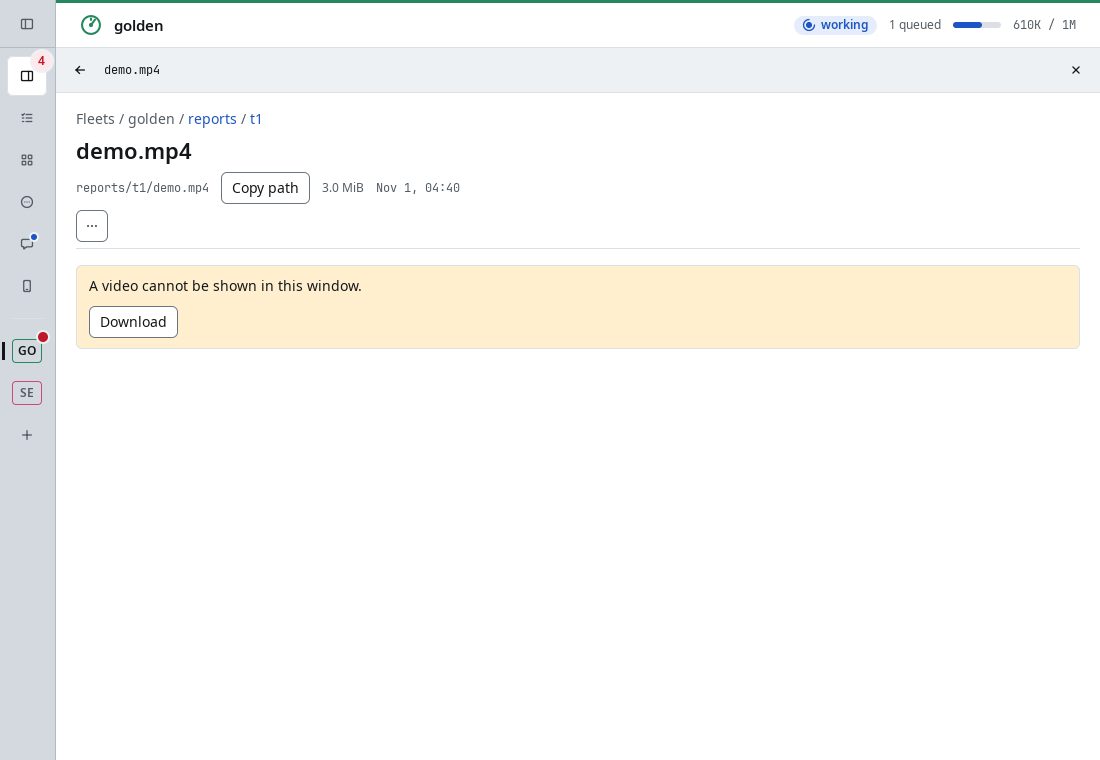 golden
working
1 queued
610K / 1M
4
demo.mp4
Fleets / golden / reports / t1
demo.mp4
reports/t1/demo.mp4 Copy path 3.0 MiB Nov 1, 04:40
...
A video cannot be shown in this window.
Download
GO
SE